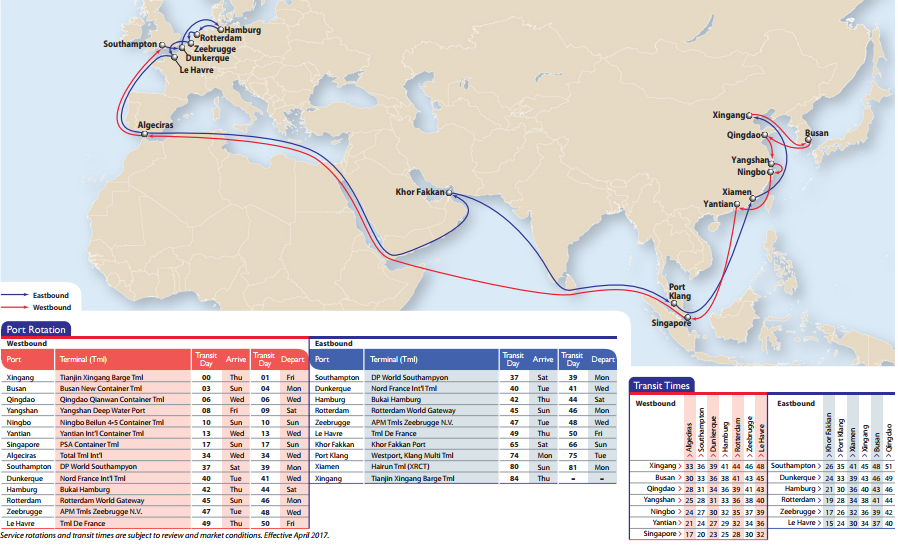 Hamburg
Rotterdam
Southampton
Zeebrugge
Dunkerque
Le Havre
Algeciras
Xingang
Qingdao
Busan
Yangshan
Ningbo
Khor Fakkan
Xiamen
Yantian
Port
Klang
Singapore
Eastbound
Westbound
Port Rotation
Westbound
Port Terminal (Tml) Transit Day Arrive Transit Day Depart
Xingang Tianjin Xingang Barge Tml 00 Thu 01 Fri
Busan Busan New Container Tml 03 Sun 04 Mon
Qingdao Qingdao Qianwan Container Tml 06 Wed 06 Wed
Yangshan Yangshan Deep Water Port 08 Fri 09 Sat
Ningbo Ningbo Beilun 4+5 Container Tml 10 Sun 10 Sun
Yantian Yantian Int'l Container Tml 13 Wed 13 Wed
Singapore PSA Container Tml 17 Sun 17 Sun
Algeciras Total Tml Int'l 34 Wed 34 Wed
Southampton DP World Southampyon 37 Sat 39 Mon
Dunkerque Nord France Int'l Tml 40 Tue 41 Wed
Hamburg Bukai Hamburg 42 Thu 44 Sat
Rotterdam Rotterdam World Gateway 45 Sun 46 Mon
Zeebrugge APM Tmls Zeebrugge N.V. 47 Tue 48 Wed
Le Havre Tml De France 49 Thu 50 Fri
Eastbound
Port Terminal (Tml) Transit Day Arrive Transit Day Depart
Southampton DP World Southampyon 37 Sat 39 Mon
Dunkerque Nord France Int'l Tml 40 Tue 41 Wed
Hamburg Bukai Hamburg 42 Thu 44 Sat
Rotterdam Rotterdam World Gateway 45 Sun 46 Mon
Zeebrugge APM Tmls Zeebrugge N.V. 47 Tue 48 Wed
Le Havre Tml De France 49 Thu 50 Fri
Khor Fakkan Khor Fakkan Port 65 Sat 66 Sun
Port Klang Westport, Klang Multi Tml 74 Mon 75 Tue
Xiamen Hairun Tml (XRCT) 80 Sun 81 Mon
Xingang Tianjin Xingang Barge Tml 84 Thu - -
Service rotations and transit times are subject to review and market conditions. Effective April 2017.
Transit Times
Westbound > Algeciras > Southampton > Dunkerque > Hamburg > Rotterdam > Zeebrugge > Le Havre
Xingang > 33 36 39 41 44 46 48
Busan > 30 33 36 38 41 43 45
Qingdao > 28 31 34 36 39 41 43
Yangshan > 25 28 31 33 36 38 40
Ningbo > 24 27 30 32 35 37 39
Yantian > 21 24 27 29 32 34 36
Singapore > 17 20 23 25 28 30 32
Eastbound > Khor Fakkan > Port Klang > Xiamen > Xingang > Busan > Qingdao
Southampton > 26 35 41 45 48 51
Dunkerque > 24 33 39 43 46 49
Hamburg > 21 30 36 40 43 46
Rotterdam > 19 28 34 38 41 44
Zeebrugge > 17 26 32 36 39 42
Le Havre > 15 24 30 34 37 40